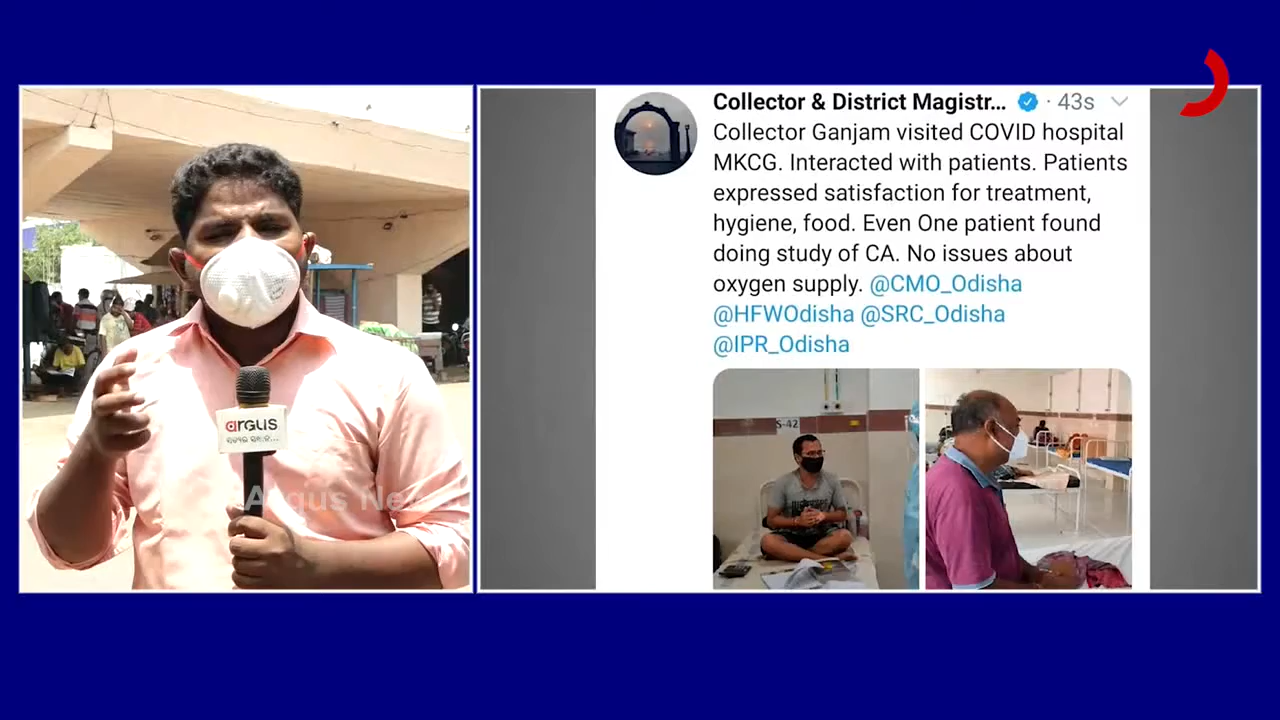 Collector & District Magistr... · 43s
Collector Ganjam visited COVID hospital
MKCG. Interacted with patients. Patients
expressed satisfaction for treatment,
hygiene, food. Even One patient found
doing study of CA. No issues about
oxygen supply. @CMO_Odisha
@HFWOdisha @SRC_Odisha
@IPR_Odisha
S-42
argus
Argus Ne